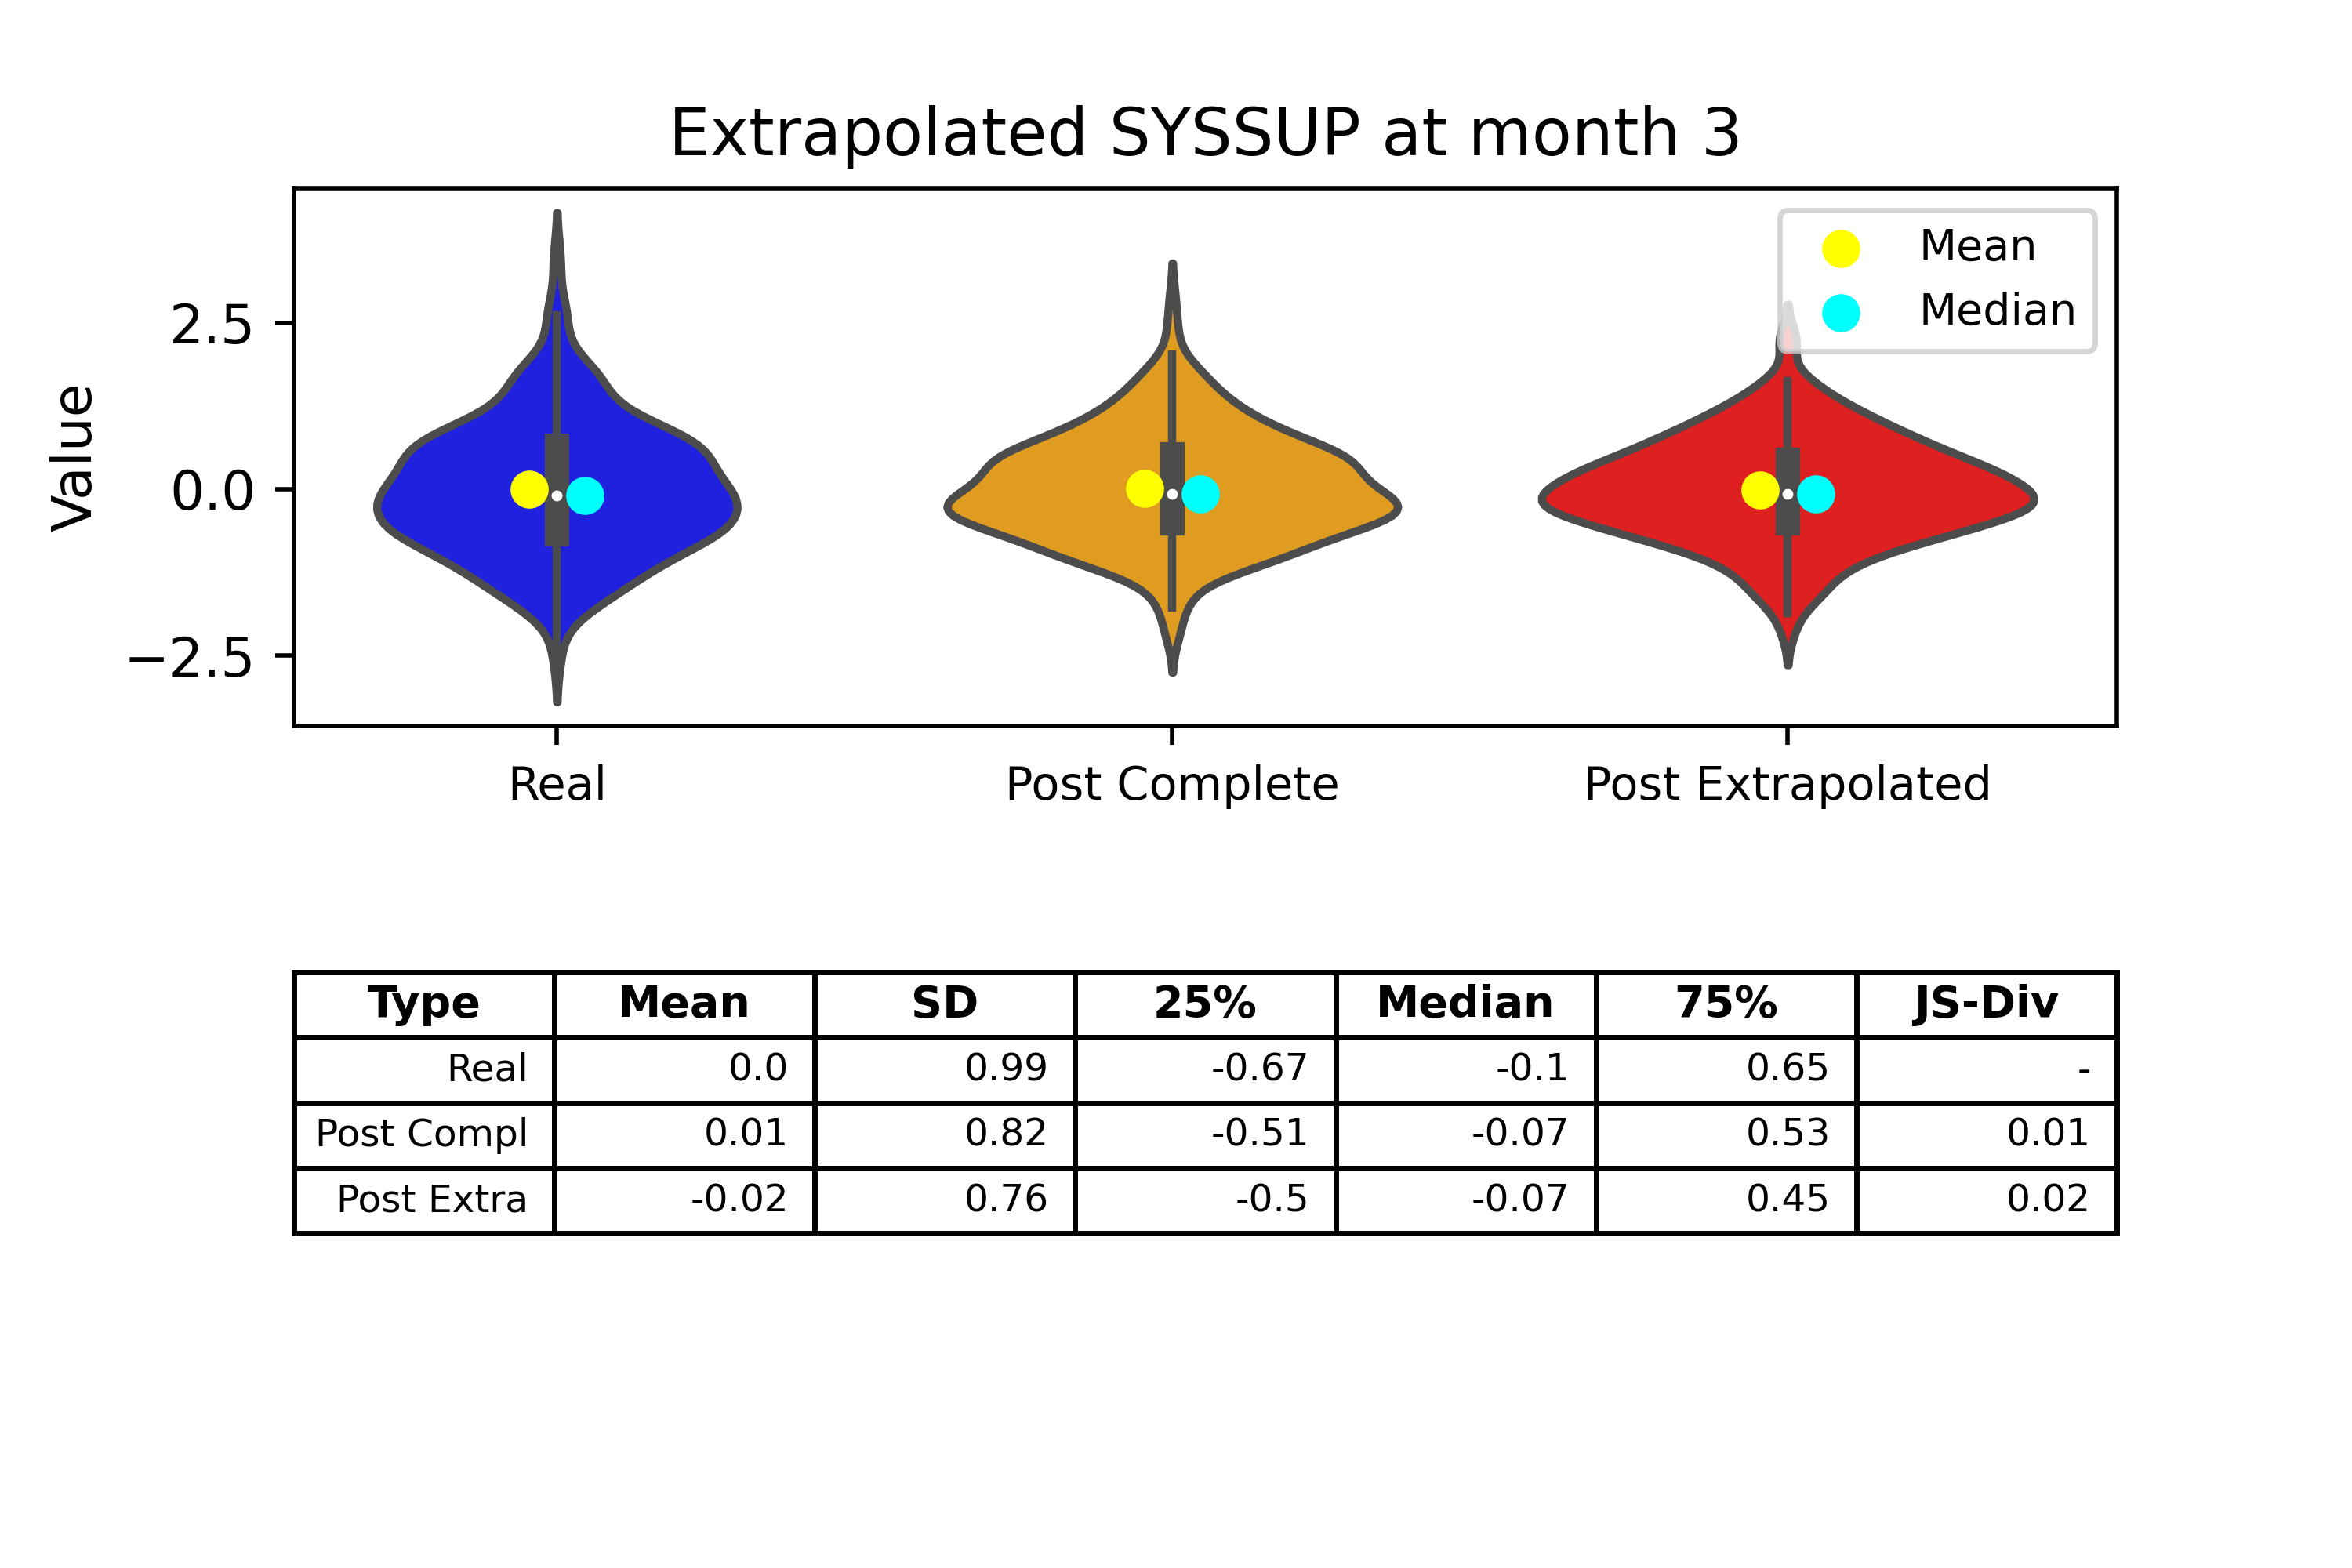 Extrapolated SYSSUP at month 3
Mean
Median
Value
2.5
0.0
−2.5
Real Post Complete Post Extrapolated
Type Mean SD 25% Median 75% JS-Div
Real 0.0 0.99 -0.67 -0.1 0.65 -
Post Compl 0.01 0.82 -0.51 -0.07 0.53 0.01
Post Extra -0.02 0.76 -0.5 -0.07 0.45 0.02